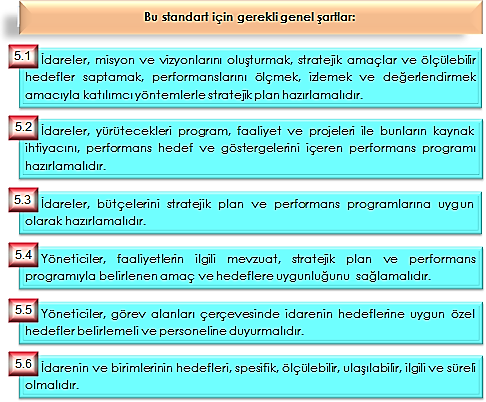 Bu standart için gerekli genel şartlar:
5.1 İdareler, misyon ve vizyonlarını oluşturmak, stratejik amaçlar ve ölçülebilir
hedefler saptamak, performanslarını ölçmek, izlemek ve değerlendirmek
amacıyla katılımcı yöntemlerle stratejik plan hazırlamalıdır.
5.2 İdareler, yürütecekleri program, faaliyet ve projeleri ile bunların kaynak
ihtiyacını, performans hedef ve göstergelerini içeren performans programı
hazırlamalıdır.
5.3 İdareler, bütçelerini stratejik plan ve performans programlarına uygun
olarak hazırlamalıdır.
5.4 Yöneticiler, faaliyetlerin ilgili mevzuat, stratejik plan ve performans
programıyla belirlenen amaç ve hedeflere uygunluğunu sağlamalıdır.
5.5 Yöneticiler, görev alanları çerçevesinde idarenin hedeflerine uygun özel
hedefler belirlemeli ve personeline duyurmalıdır.
5.6 İdarenin ve birimlerinin hedefleri, spesifik, ölçülebilir, ulaşılabilir, ilgili ve süreli
olmalıdır.